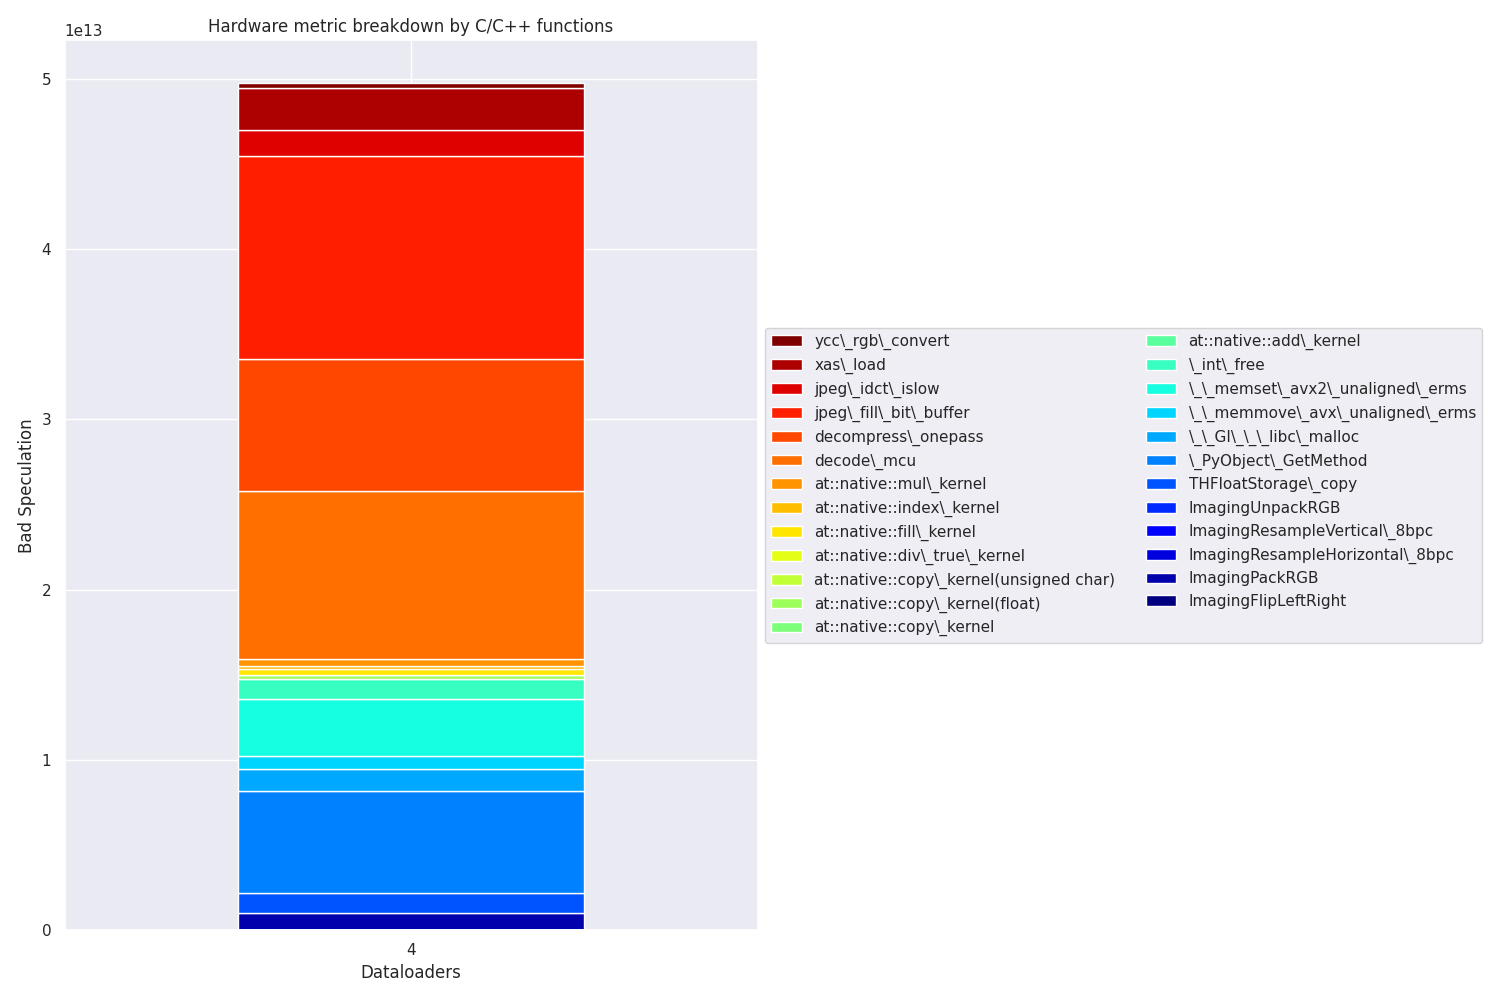 Hardware metric breakdown by C/C++ functions
1e13
5
4
3
2
1
0
Bad Speculation
4
Dataloaders
ycc\_rgb\_convert
xas\_load
jpeg\_idct\_islow
jpeg\_fill\_bit\_buffer
decompress\_onepass
decode\_mcu
at::native::mul\_kernel
at::native::index\_kernel
at::native::fill\_kernel
at::native::div\_true\_kernel
at::native::copy\_kernel(unsigned char)
at::native::copy\_kernel(float)
at::native::copy\_kernel
at::native::add\_kernel
\_int\_free
\_\_memset\_avx2\_unaligned\_erms
\_\_memmove\_avx\_unaligned\_erms
\_\_GI\_\_\_libc\_malloc
\_PyObject\_GetMethod
THFloatStorage\_copy
ImagingUnpackRGB
ImagingResampleVertical\_8bpc
ImagingResampleHorizontal\_8bpc
ImagingPackRGB
ImagingFlipLeftRight